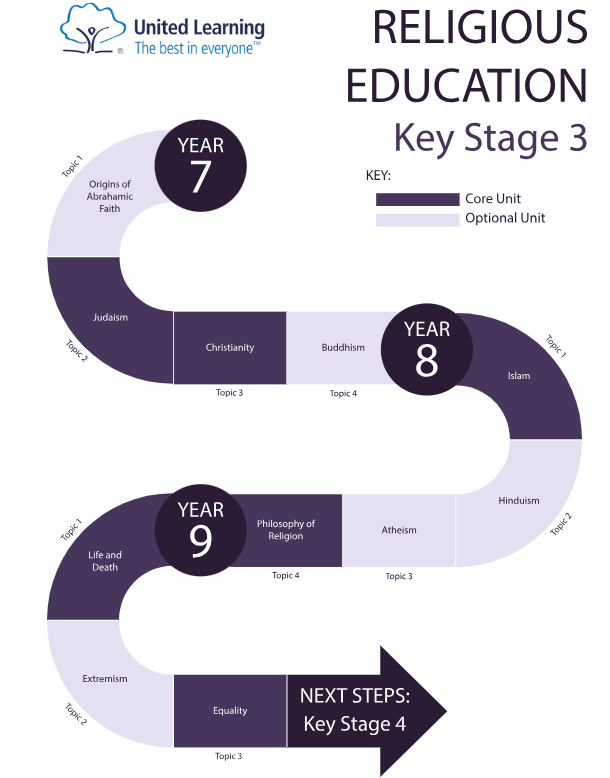 United Learning
The best in everyone™
®
RELIGIOUS
EDUCATION
Key Stage 3
KEY:
Core Unit
Optional Unit
YEAR
7
Topic 1
Origins of
Abrahamic
Faith
Judaism
Topic 2
Christianity
Topic 3
Buddhism
Topic 4
YEAR
8
Topic 1
Islam
Hinduism
Topic 2
Atheism
Topic 3
Philosophy of
Religion
Topic 4
YEAR
9
Topic 1
Life and
Death
Extremism
Topic 2
Equality
Topic 3
NEXT STEPS:
Key Stage 4